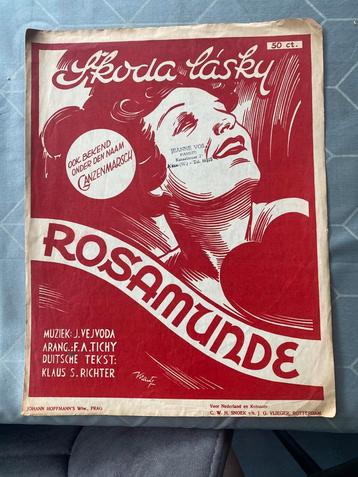 50 ct.
Škoda lásky
OOK BEKEND
ONDER DEN NAAM
GANZENMARSCH
JEANNE VOS
ROSAMUNDE
MUZIEK: J. VEJVODA
ARANG.: F. A. TICHY
DUITSCHE TEKST:
KLAUS S. RICHTER
JOHANN HOFFMANN'S Wwe., PRAG
Voor Nederland en Koloniën
C. W. H. SNOEK v/h. J. G. VLIEGER, ROTTERDAM